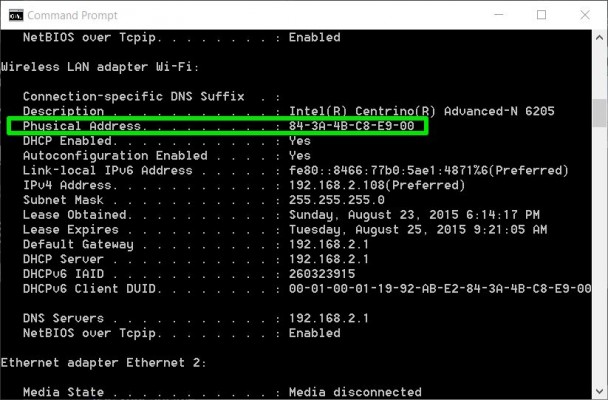 Command Prompt
NetBIOS over Tcpip. . . . . . . . : Enabled
Wireless LAN adapter Wi-Fi:
Connection-specific DNS Suffix . :
Description . . . . . . . . . . . : Intel(R) Centrino(R) Advanced-N 6205
Physical Address. . . . . . . . . : 84-3A-4B-C8-E9-00
DHCP Enabled. . . . . . . . . . . : Yes
Autoconfiguration Enabled . . . . : Yes
Link-local IPv6 Address . . . . . : fe80::8466:77b0:5ae1:4871%6(Preferred)
IPv4 Address. . . . . . . . . . . : 192.168.2.108(Preferred)
Subnet Mask . . . . . . . . . . . : 255.255.255.0
Lease Obtained. . . . . . . . . . : Sunday, August 23, 2015 6:14:17 PM
Lease Expires . . . . . . . . . . : Tuesday, August 25, 2015 9:21:05 AM
Default Gateway . . . . . . . . . : 192.168.2.1
DHCP Server . . . . . . . . . . . : 192.168.2.1
DHCPv6 IAID . . . . . . . . . . . : 260323915
DHCPv6 Client DUID. . . . . . . . : 00-01-00-01-19-92-AB-E2-84-3A-4B-C8-E9-00
DNS Servers . . . . . . . . . . . : 192.168.2.1
NetBIOS over Tcpip. . . . . . . . : Enabled
Ethernet adapter Ethernet 2:
Media State . . . . . . . . . . . : Media disconnected